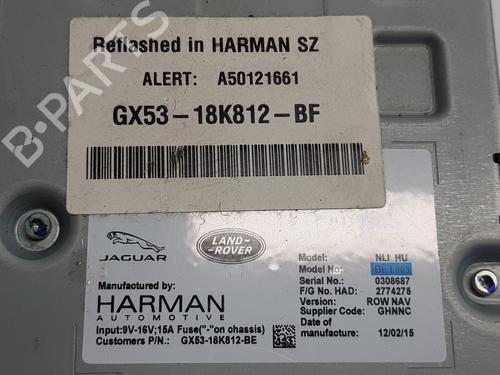 Reflashed in HARMAN SZ
ALERT: A50121661
GX53-18K812-BF
JAGUAR
LAND-ROVER
Manufactured by:
HARMAN
AUTOMOTIVE
Input:9V-16V;15A Fuse("-"on chassis)
Customers P/N.: GX53-18K812-BE
Model: NLI HU
Model No: BE
Serial No.: 0308687
F/G No. HAD: 2774275
Version: ROW NAV
Supplier Code: GHNNC
Date of manufacture: 12/02/15